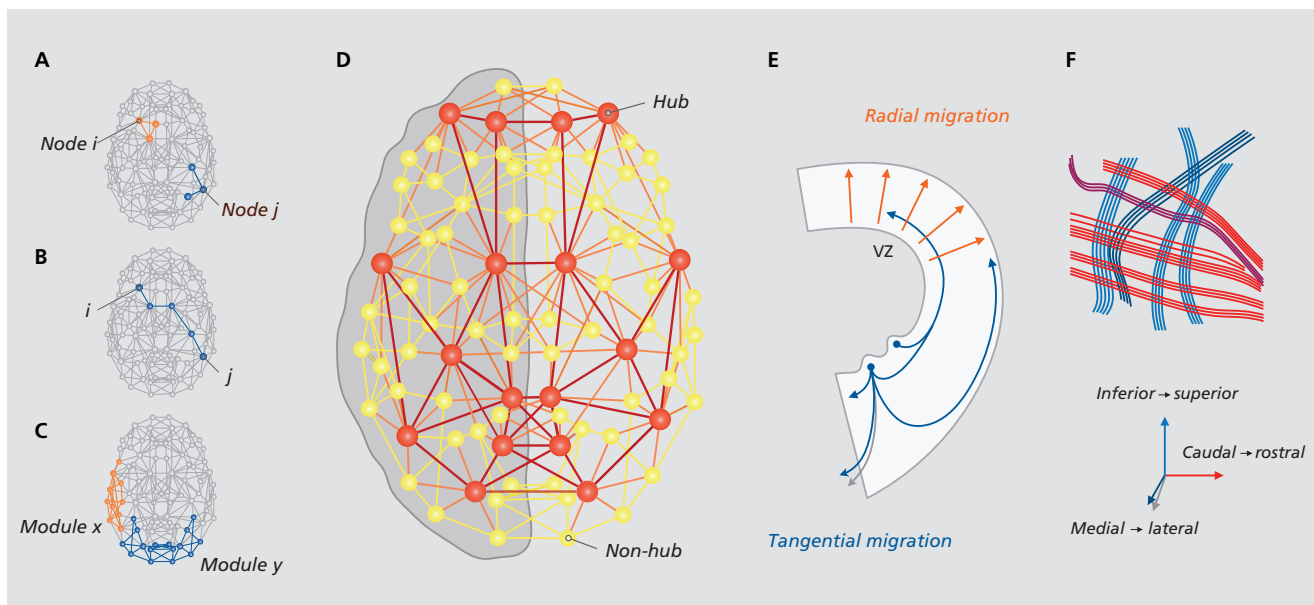 A
Node i
Node j
B
i
j
C
Module x
Module y
D
Hub
Non-hub
E
Radial migration
VZ
Tangential migration
F
Inferior → superior
Caudal → rostral
Medial → lateral